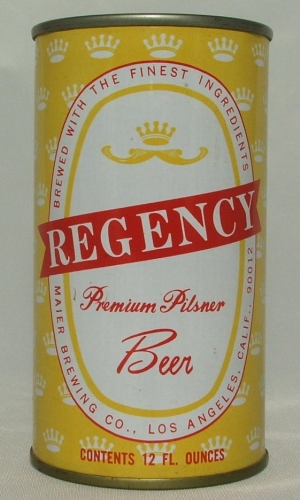 BREWED WITH THE FINEST INGREDIENTS
REGENCY
Premium Pilsner
Beer
MAIER BREWING CO., LOS ANGELES, CALIF., 90012
CONTENTS 12 FL. OUNCES